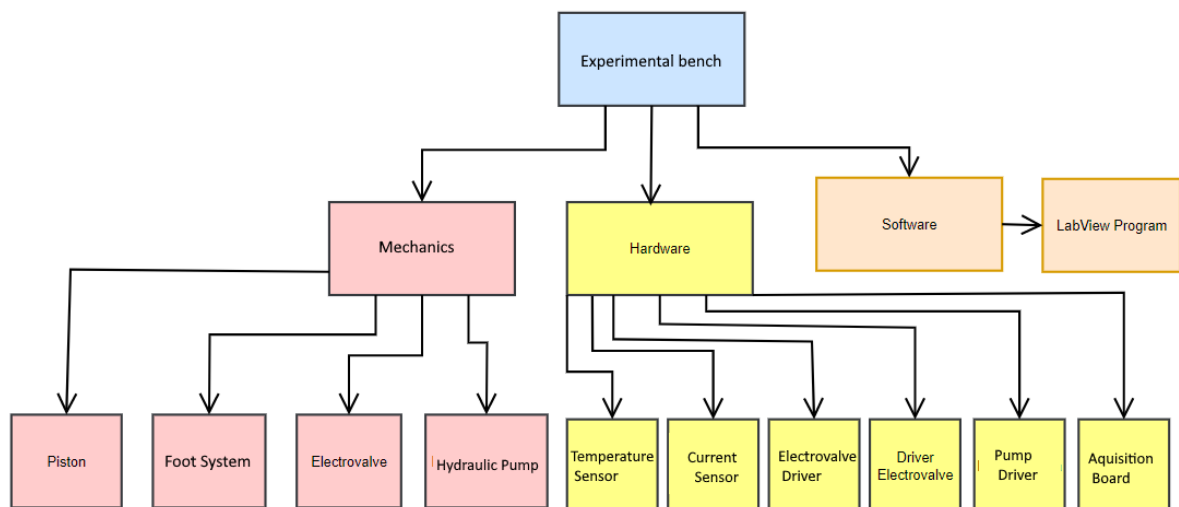 Experimental bench
Mechanics
Hardware
Software
LabView Program
Piston
Foot System
Electrovalve
Hydraulic Pump
Temperature
Sensor
Current
Sensor
Electrovalve
Driver
Driver
Electrovalve
Pump
Driver
Aquisition
Board